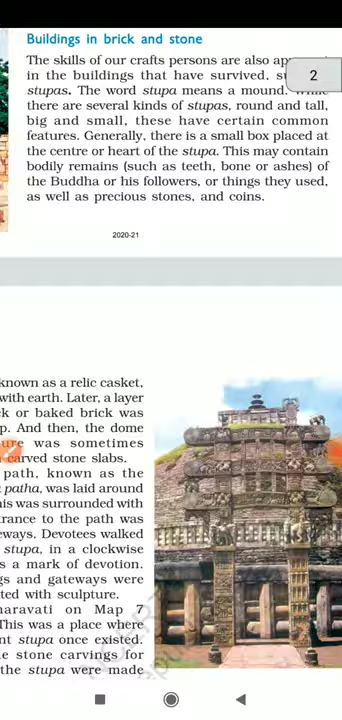 Buildings in brick and stone
The skills of our crafts persons are also
in the buildings that have survived,
stupas. The word stupa means a mound.
there are several kinds of stupas, round and tall,
big and small, these have certain common
features. Generally, there is a small box placed at
the centre or heart of the stupa. This may contain
bodily remains (such as teeth, bone or ashes) of
the Buddha or his followers, or things they used,
as well as precious stones, and coins.
2
2020-21
known as a relic casket,
with earth. Later, a layer
or baked brick was
And then, the dome
was sometimes
carved stone slabs.
path, known as the
patha, was laid around
was surrounded with
to the path was
Devotees walked
stupa, in a clockwise
a mark of devotion.
and gateways were
with sculpture.
on Map 7
This was a place where
stupa once existed.
stone carvings for
the stupa were made